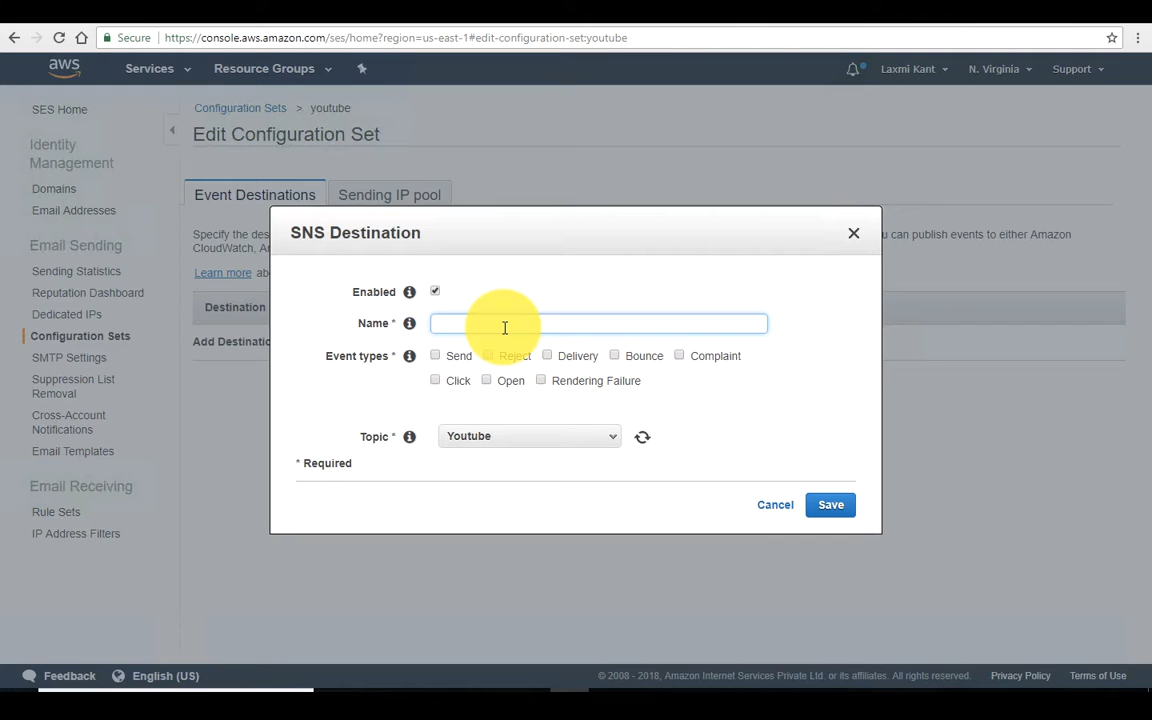 Secure https://console.aws.amazon.com/ses/home?region=us-east-1#edit-configuration-set:youtube
aws Services Resource Groups Laxmi Kant N. Virginia Support
SES Home
Identity Management
Domains
Email Addresses
Email Sending
Sending Statistics
Reputation Dashboard
Dedicated IPs
Configuration Sets
SMTP Settings
Suppression List Removal
Cross-Account Notifications
Email Templates
Email Receiving
Rule Sets
IP Address Filters
Configuration Sets > youtube
Edit Configuration Set
Event Destinations Sending IP pool
Specify the des u can publish events to either Amazon
CloudWatch, A
Learn more ab
Destination
Add Destinatio
SNS Destination
Enabled
Name *
Event types * Send Reject Delivery Bounce Complaint
Click Open Rendering Failure
Topic * Youtube
* Required
Cancel Save
Feedback English (US) © 2008 - 2018, Amazon Internet Services Private Ltd. or its affiliates. All rights reserved. Privacy Policy Terms of Use